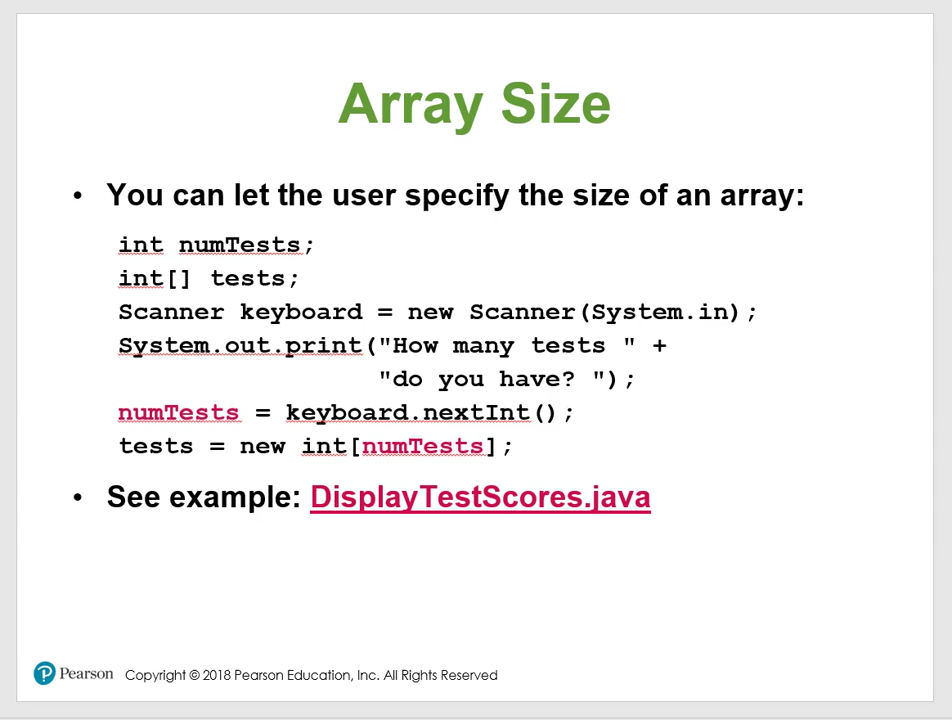 Array Size
• You can let the user specify the size of an array:
int numTests;
int[] tests;
Scanner keyboard = new Scanner(System.in);
System.out.print("How many tests " +
"do you have? ");
numTests = keyboard.nextInt();
tests = new int[numTests];
• See example: DisplayTestScores.java
P Pearson Copyright © 2018 Pearson Education, Inc. All Rights Reserved